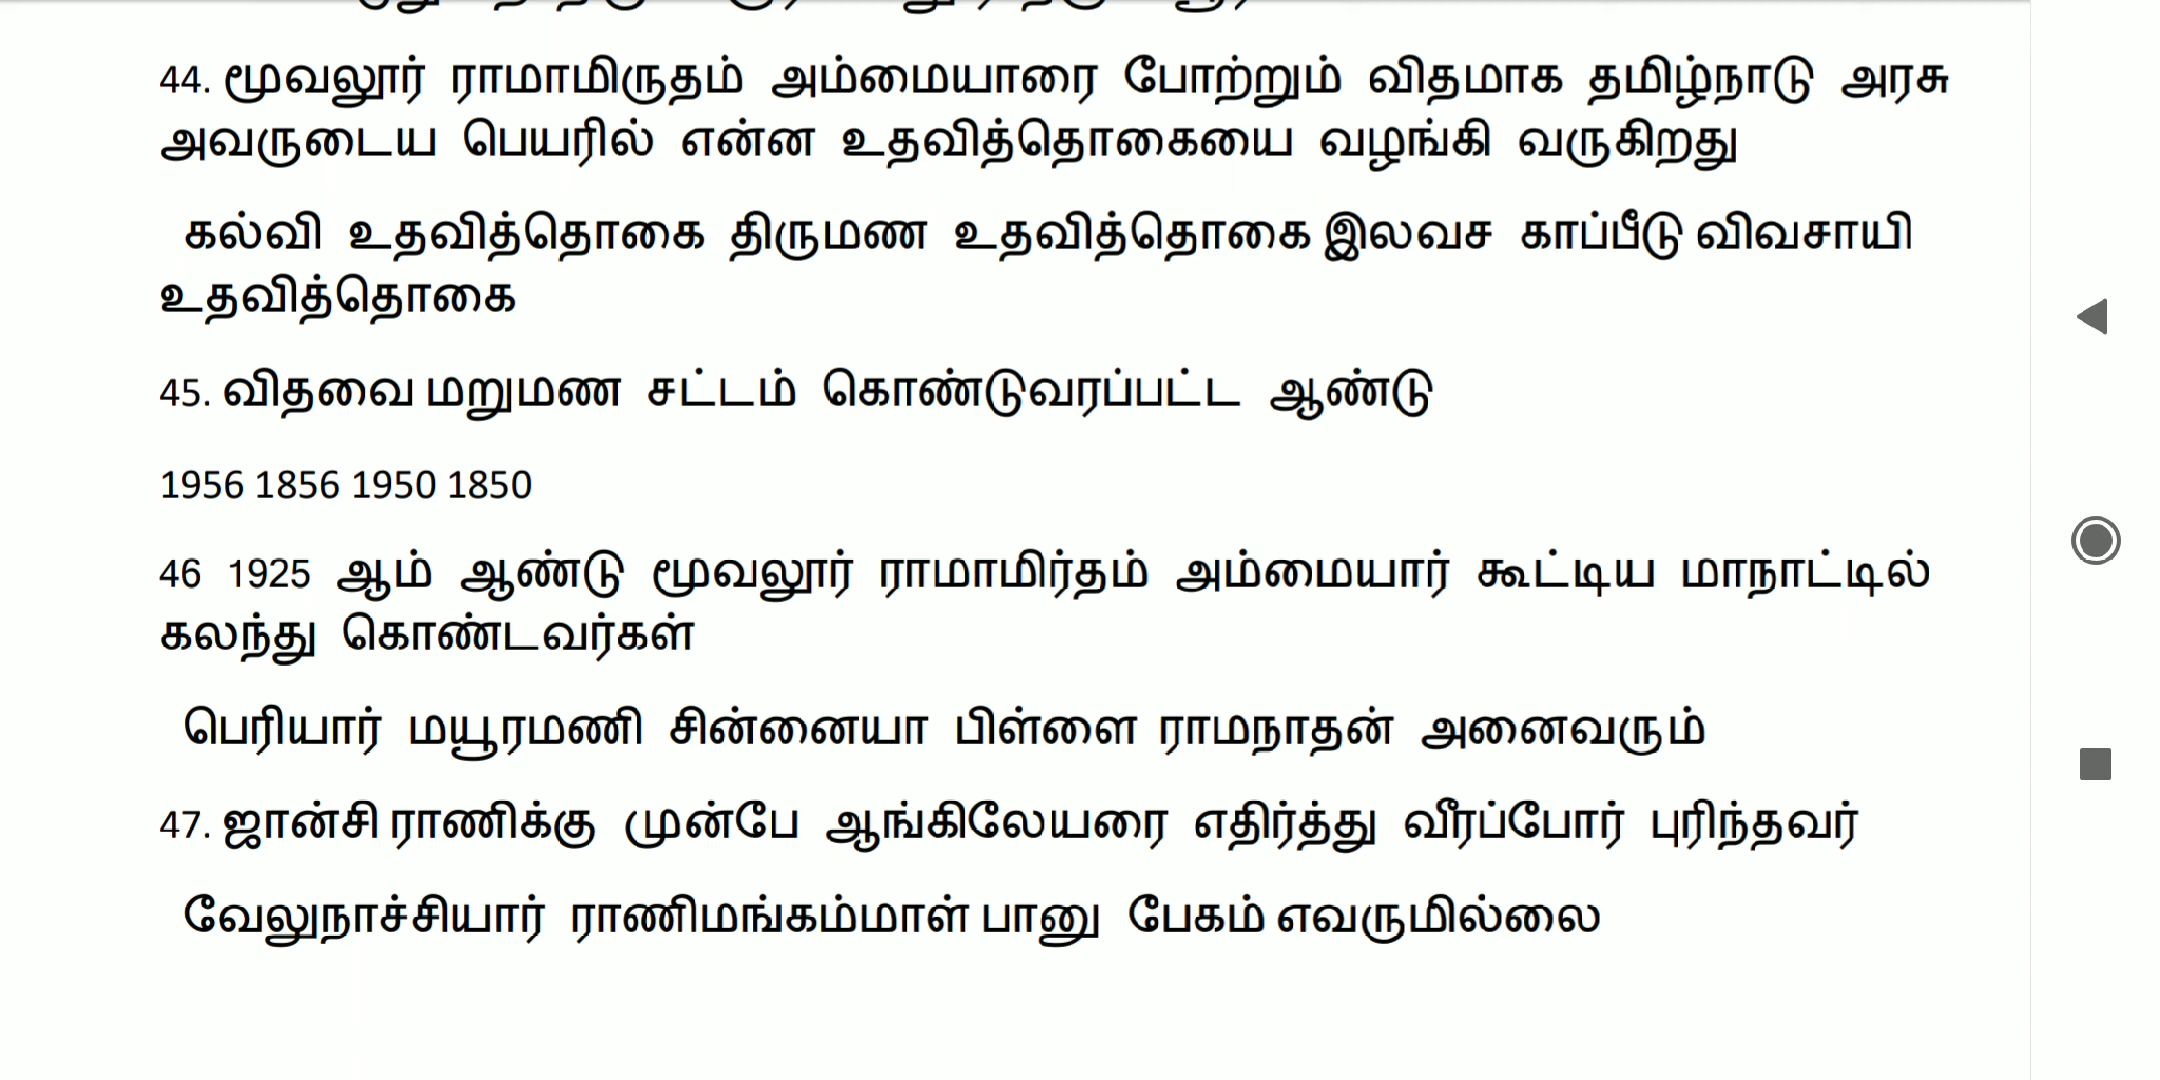 44. மூவலூர் ராமாமிருதம் அம்மையாரை போற்றும் விதமாக தமிழ்நாடு அரசு
அவருடைய பெயரில் என்ன உதவித்தொகையை வழங்கி வருகிறது
கல்வி உதவித்தொகை திருமண உதவித்தொகை இலவச காப்பீடு விவசாயி
உதவித்தொகை
45. விதவை மறுமண சட்டம் கொண்டுவரப்பட்ட ஆண்டு
1956 1856 1950 1850
46 1925 ஆம் ஆண்டு மூவலூர் ராமாமிர்தம் அம்மையார் கூட்டிய மாநாட்டில்
கலந்து கொண்டவர்கள்
பெரியார் மயூரமணி சின்னையா பிள்ளை ராமநாதன் அனைவரும்
47. ஜான்சி ராணிக்கு முன்பே ஆங்கிலேயரை எதிர்த்து வீரப்போர் புரிந்தவர்
வேலுநாச்சியார் ராணிமங்கம்மாள் பானு பேகம் எவருமில்லை